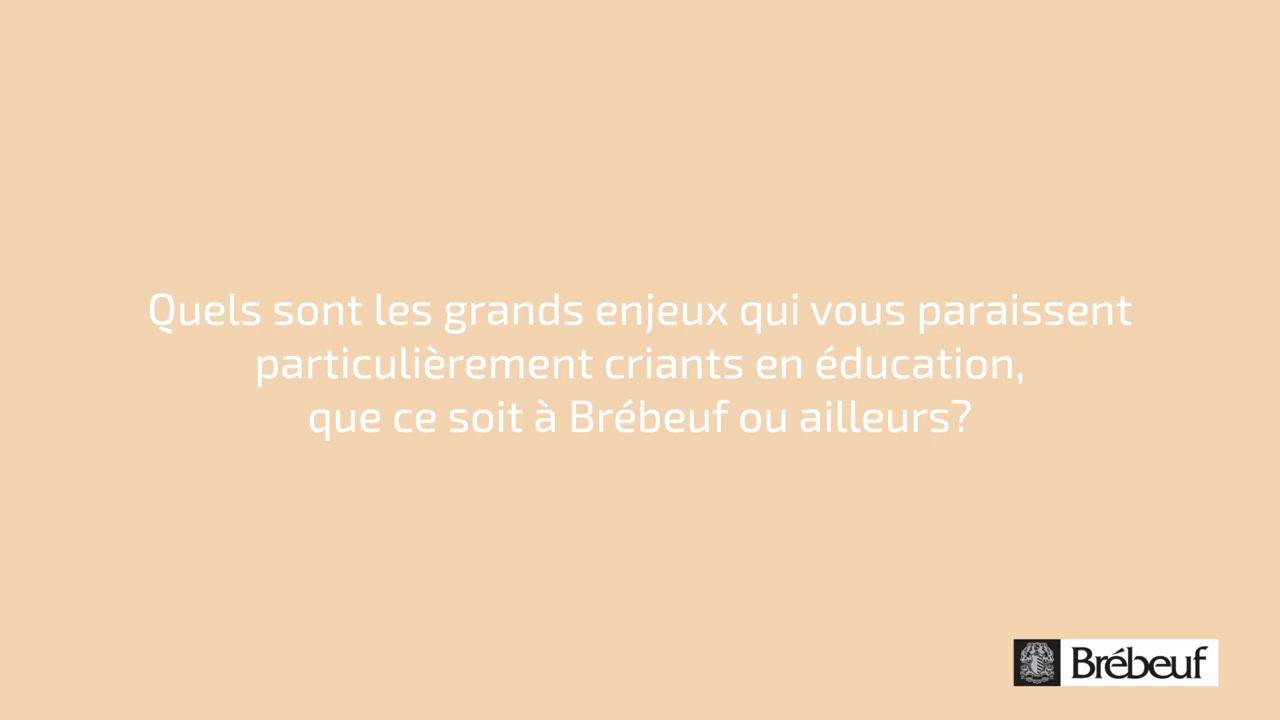 Quels sont les grands enjeux qui vous paraissent
particulièrement criants en éducation,
que ce soit à Brébeuf ou ailleurs?
Brébeuf